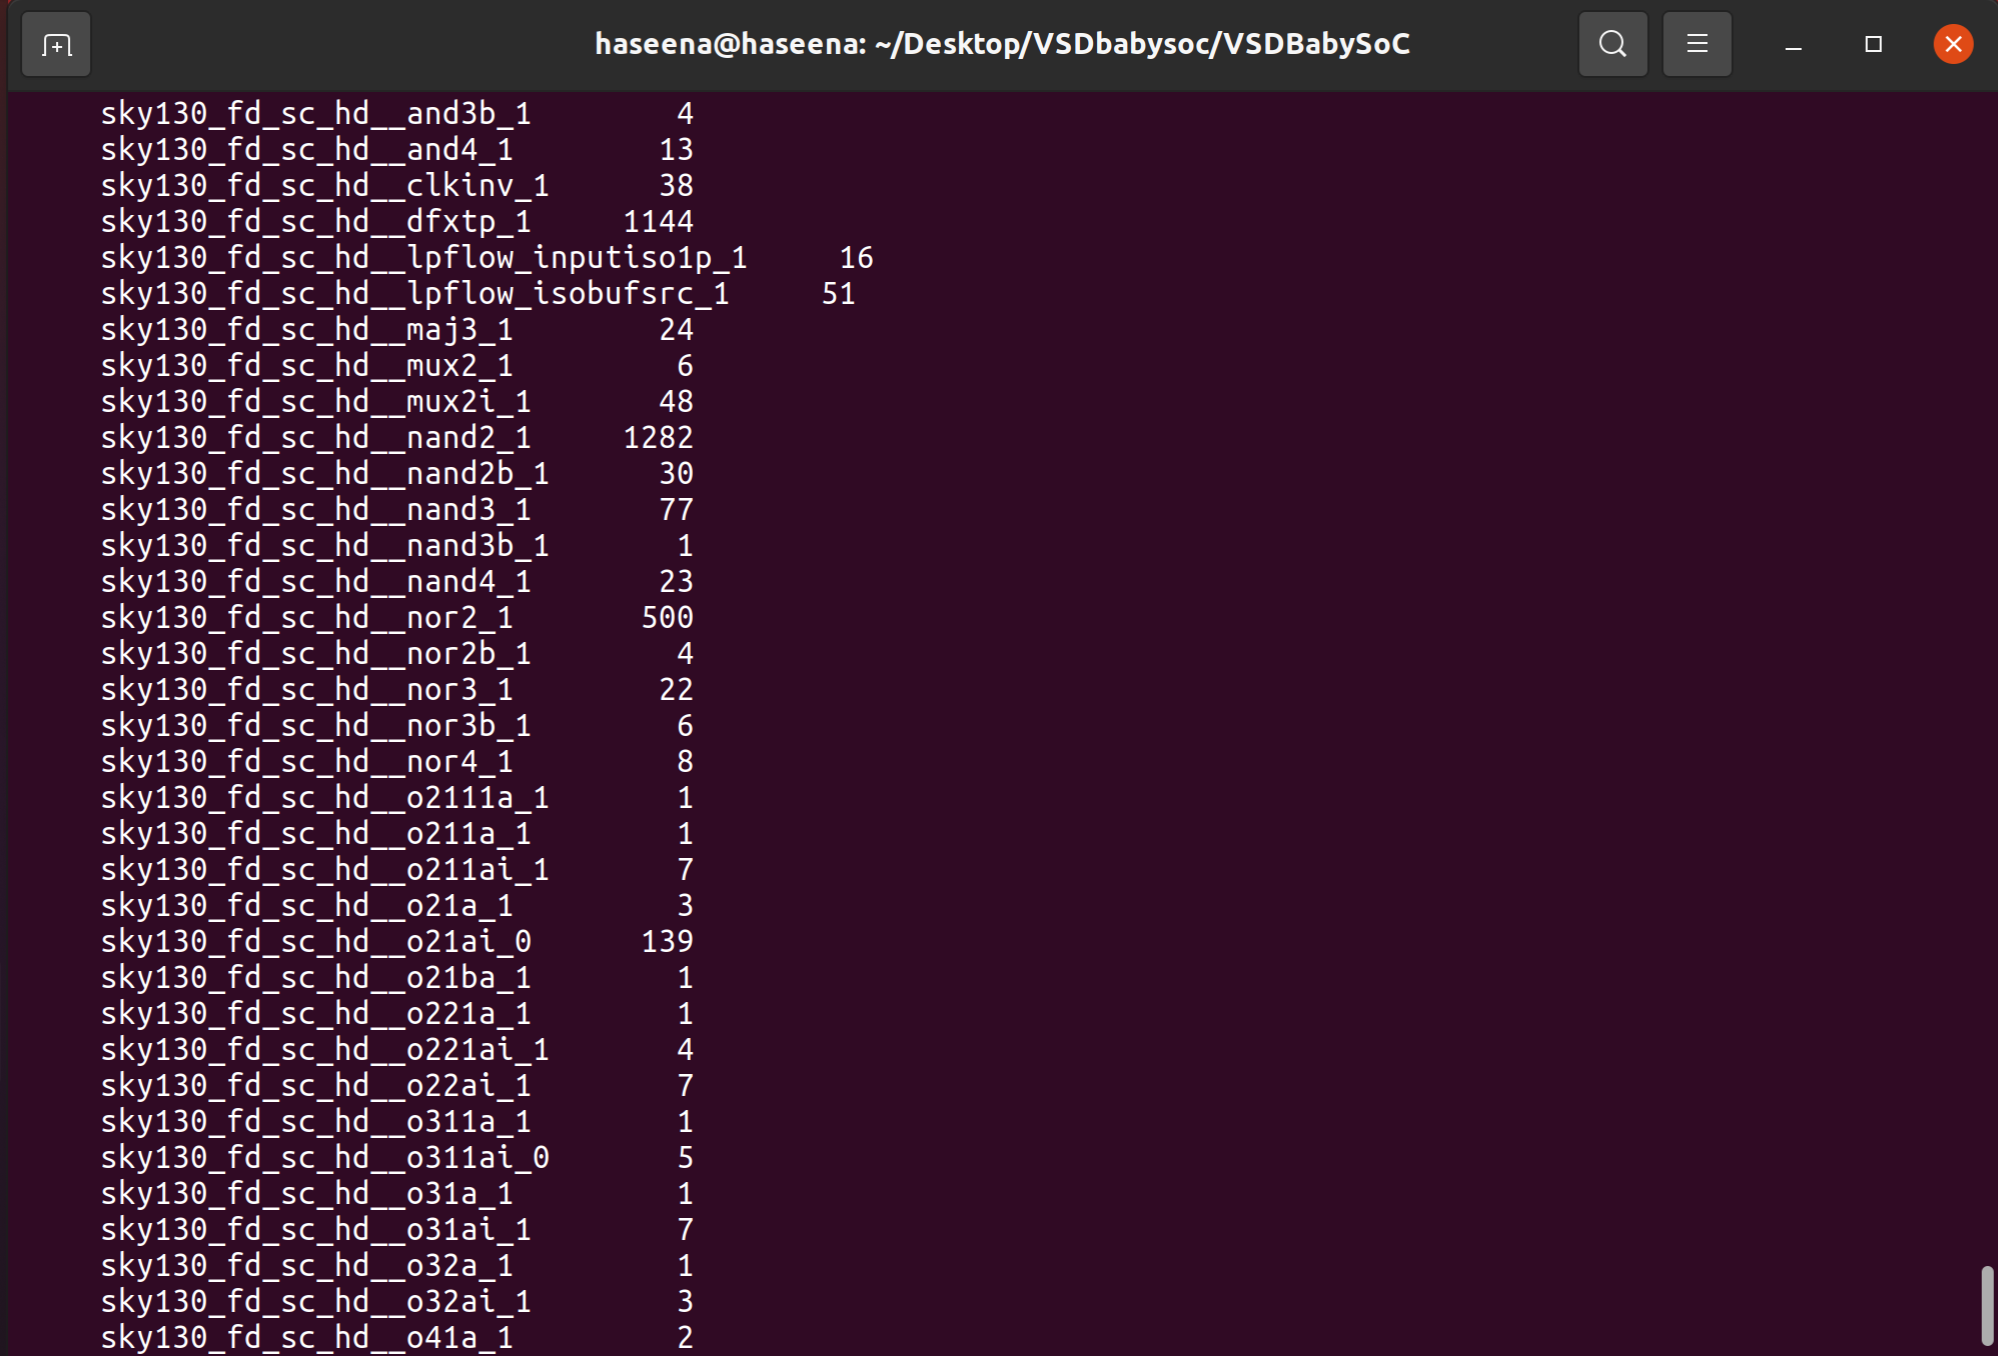 haseena@haseena: ~/Desktop/VSDbabysoc/VSDBabySoC
sky130_fd_sc_hd__and3b_1        4
sky130_fd_sc_hd__and4_1        13
sky130_fd_sc_hd__clkinv_1      38
sky130_fd_sc_hd__dfxtp_1     1144
sky130_fd_sc_hd__lpflow_inputiso1p_1     16
sky130_fd_sc_hd__lpflow_isobufsrc_1     51
sky130_fd_sc_hd__maj3_1        24
sky130_fd_sc_hd__mux2_1         6
sky130_fd_sc_hd__mux2i_1       48
sky130_fd_sc_hd__nand2_1     1282
sky130_fd_sc_hd__nand2b_1      30
sky130_fd_sc_hd__nand3_1       77
sky130_fd_sc_hd__nand3b_1       1
sky130_fd_sc_hd__nand4_1       23
sky130_fd_sc_hd__nor2_1       500
sky130_fd_sc_hd__nor2b_1        4
sky130_fd_sc_hd__nor3_1        22
sky130_fd_sc_hd__nor3b_1        6
sky130_fd_sc_hd__nor4_1         8
sky130_fd_sc_hd__o2111a_1       1
sky130_fd_sc_hd__o211a_1        1
sky130_fd_sc_hd__o211ai_1       7
sky130_fd_sc_hd__o21a_1         3
sky130_fd_sc_hd__o21ai_0      139
sky130_fd_sc_hd__o21ba_1        1
sky130_fd_sc_hd__o221a_1        1
sky130_fd_sc_hd__o221ai_1       4
sky130_fd_sc_hd__o22ai_1        7
sky130_fd_sc_hd__o311a_1        1
sky130_fd_sc_hd__o311ai_0       5
sky130_fd_sc_hd__o31a_1         1
sky130_fd_sc_hd__o31ai_1        7
sky130_fd_sc_hd__o32a_1         1
sky130_fd_sc_hd__o32ai_1        3
sky130_fd_sc_hd__o41a_1         2